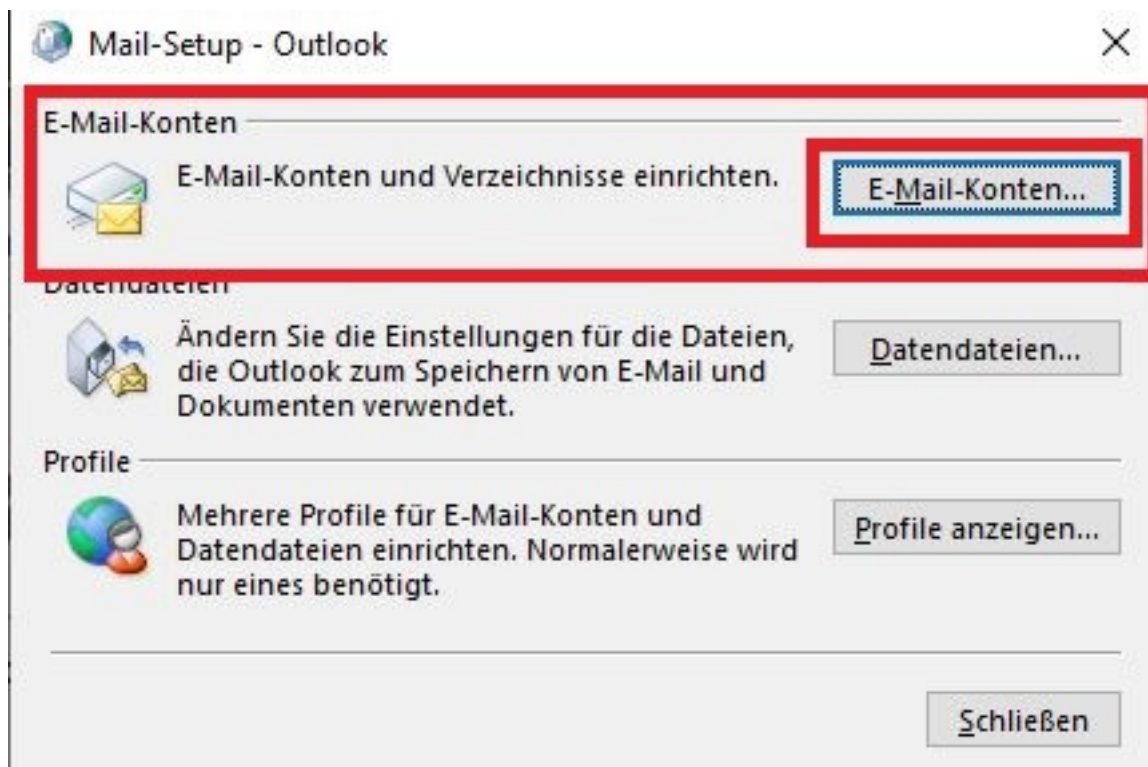 Mail-Setup - Outlook
E-Mail-Konten
E-Mail-Konten und Verzeichnisse einrichten.
E-Mail-Konten...
Datendateien
Ändern Sie die Einstellungen für die Dateien,
die Outlook zum Speichern von E-Mail und
Dokumenten verwendet.
Datendateien...
Profile
Mehrere Profile für E-Mail-Konten und
Datendateien einrichten. Normalerweise wird
nur eines benötigt.
Profile anzeigen...
Schließen